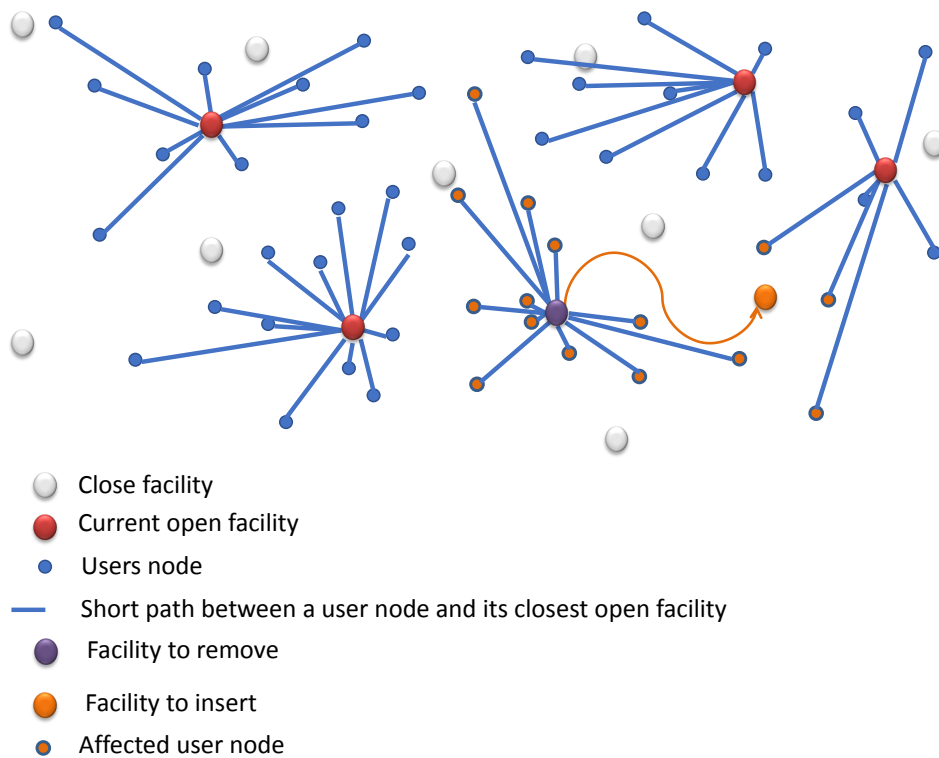 Close facility
Current open facility
Users node
Short path between a user node and its closest open facility
Facility to remove
Facility to insert
Affected user node